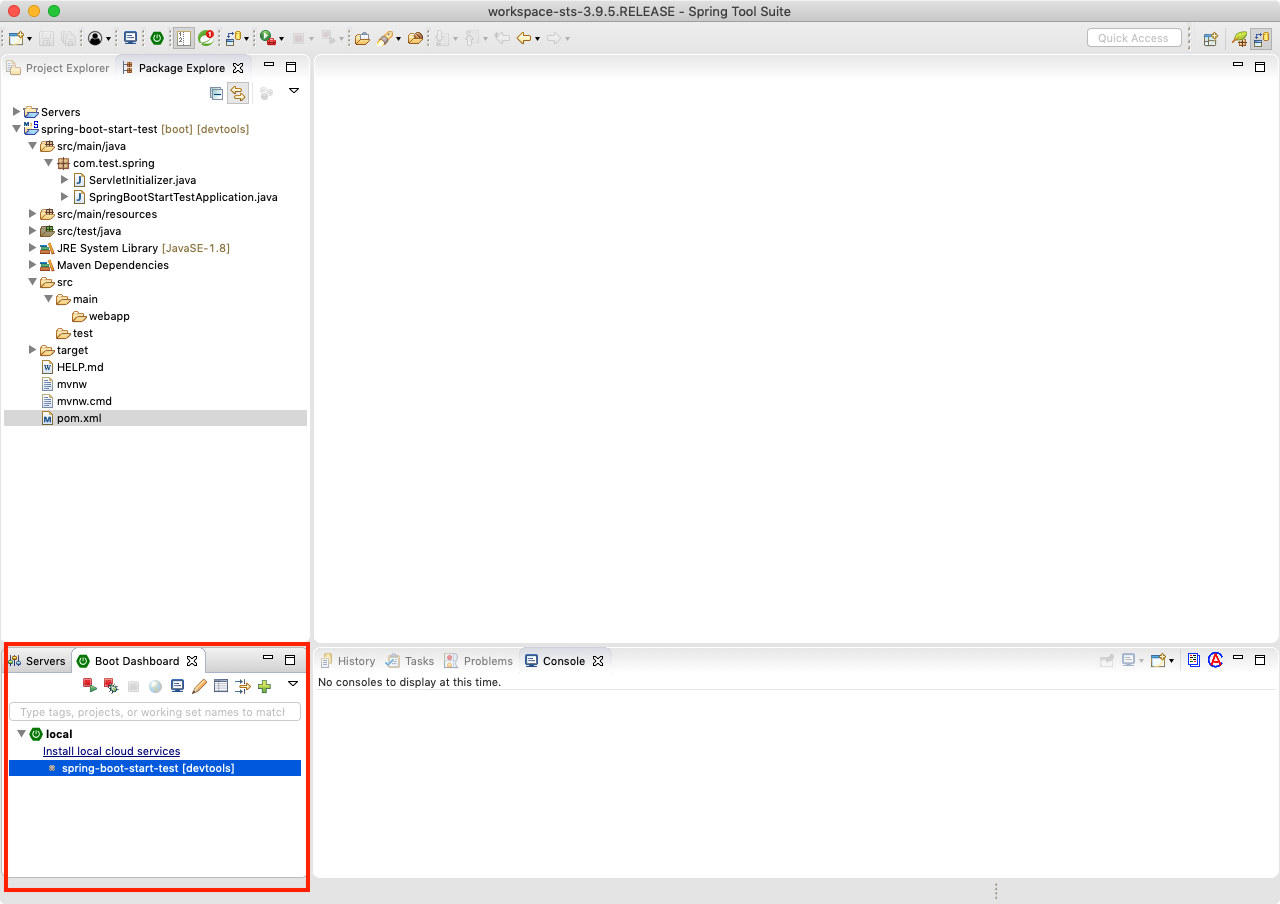 workspace-sts-3.9.5.RELEASE - Spring Tool Suite
Quick Access
Project Explorer
Package Explore
Servers
spring-boot-start-test [boot] [devtools]
src/main/java
com.test.spring
ServletInitializer.java
SpringBootStartTestApplication.java
src/main/resources
src/test/java
JRE System Library [JavaSE-1.8]
Maven Dependencies
src
main
webapp
test
target
HELP.md
mvnw
mvnw.cmd
pom.xml
Servers
Boot Dashboard
Type tags, projects, or working set names to match
local
Install local cloud services
spring-boot-start-test [devtools]
History
Tasks
Problems
Console
No consoles to display at this time.